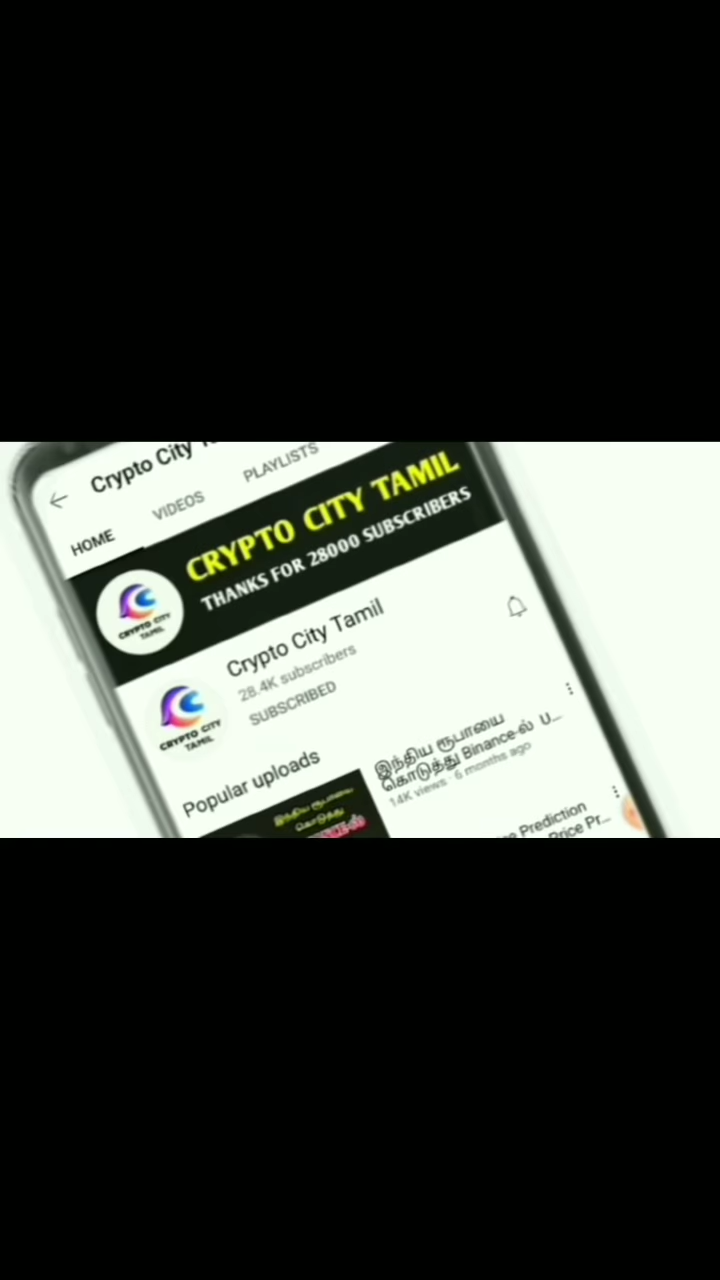 Crypto City
HOME
VIDEOS
PLAYLISTS
CRYPTO CITY TAMIL
THANKS FOR 28000 SUBSCRIBERS
CRYPTO CITY
TAMIL
Crypto City Tamil
28.4K subscribers
SUBSCRIBED
CRYPTO CITY
TAMIL
Popular uploads
இந்திய ரூபாயை
கொடுத்து
இந்திய ரூபாயை
கொடுத்து Binance-ல் ப...
14K views · 6 months ago
Prediction
Price Pr...